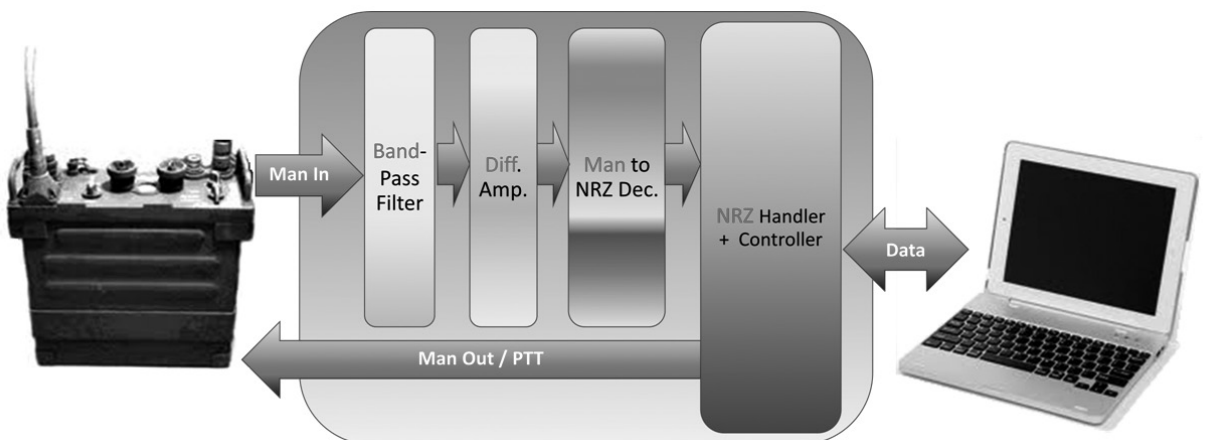 Man In
Band-
Pass
Filter
Diff.
Amp.
Man to
NRZ Dec.
NRZ Handler
+ Controller
Data
Man Out / PTT